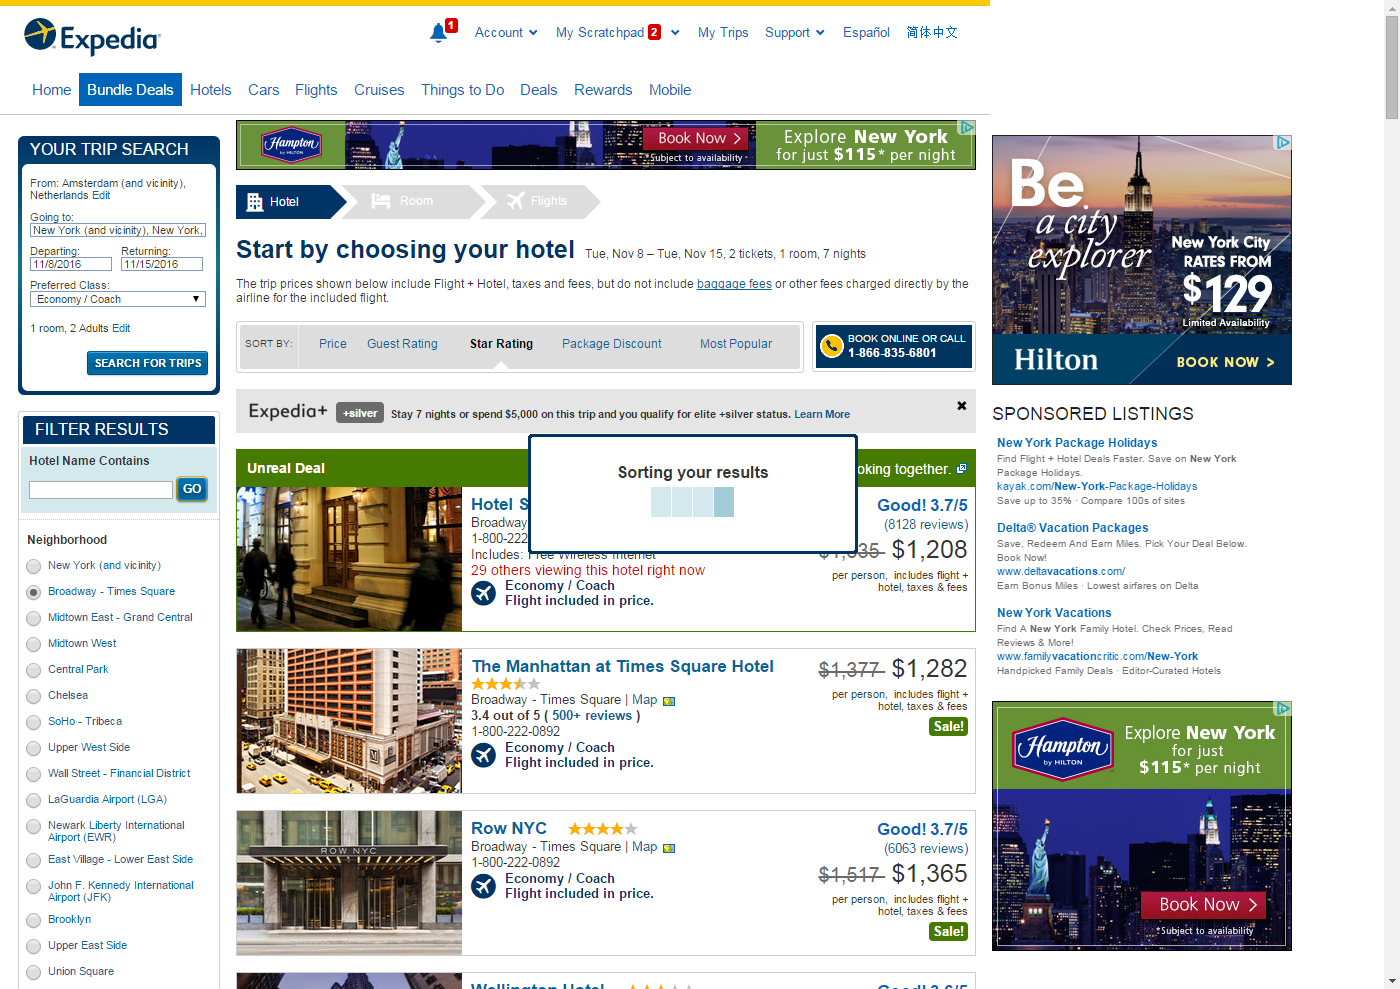 Expedia
1
Account
My Scratchpad 2
My Trips
Support
Español
简体中文
Home
Bundle Deals
Hotels
Cars
Flights
Cruises
Things to Do
Deals
Rewards
Mobile
YOUR TRIP SEARCH
From: Amsterdam (and vicinity),
Netherlands Edit
Going to:
New York (and vicinity), New York,
Departing: Returning:
11/8/2016 11/15/2016
Preferred Class:
Economy / Coach
1 room, 2 Adults Edit
SEARCH FOR TRIPS
FILTER RESULTS
Hotel Name Contains
GO
Neighborhood
New York (and vicinity)
Broadway - Times Square
Midtown East - Grand Central
Midtown West
Central Park
Chelsea
SoHo - Tribeca
Upper West Side
Wall Street - Financial District
LaGuardia Airport (LGA)
Newark Liberty International
Airport (EWR)
East Village - Lower East Side
John F. Kennedy International
Airport (JFK)
Brooklyn
Upper East Side
Union Square
Hampton
by HILTON
Book Now
*Subject to availability
Explore New York
for just $115* per night
Hotel
Room
Flights
Start by choosing your hotel Tue, Nov 8 – Tue, Nov 15, 2 tickets, 1 room, 7 nights
The trip prices shown below include Flight + Hotel, taxes and fees, but do not include baggage fees or other fees charged directly by the
airline for the included flight.
SORT BY: Price Guest Rating Star Rating Package Discount Most Popular
BOOK ONLINE OR CALL
1-866-835-6801
Expedia+ +silver Stay 7 nights or spend $5,000 on this trip and you qualify for elite +silver status. Learn More
Sorting your results
Unreal Deal
oking together.
Hotel S
Broadway
1-800-222
Includes: Free Wireless Internet
29 others viewing this hotel right now
Economy / Coach
Flight included in price.
Good! 3.7/5
(8128 reviews)
$1,208
per person, includes flight +
hotel, taxes & fees
The Manhattan at Times Square Hotel
Broadway - Times Square | Map
3.4 out of 5 ( 500+ reviews )
1-800-222-0892
Economy / Coach
Flight included in price.
$1,377 $1,282
per person, includes flight +
hotel, taxes & fees
Sale!
ROW NYC
Row NYC
Broadway - Times Square | Map
1-800-222-0892
Economy / Coach
Flight included in price.
Good! 3.7/5
(6063 reviews)
$1,517 $1,365
per person, includes flight +
hotel, taxes & fees
Sale!
Wellington Hotel
Good! 3.6/5
Be.
a city
explorer
New York City
RATES FROM
$129
Limited Availability
Hilton
BOOK NOW >
SPONSORED LISTINGS
New York Package Holidays
Find Flight + Hotel Deals Faster. Save on New York
Package Holidays.
kayak.com/New-York-Package-Holidays
Save up to 35% · Compare 100s of sites
Delta® Vacation Packages
Save, Redeem And Earn Miles. Pick Your Deal Below.
Book Now!
www.deltavacations.com/
Earn Bonus Miles · Lowest airfares on Delta
New York Vacations
Find A New York Family Hotel. Check Prices, Read
Reviews & More!
www.familyvacationcritic.com/New-York
Handpicked Family Deals · Editor-Curated Hotels
Hampton
by HILTON
Explore New York
for just
$115* per night
Book Now
*Subject to availability